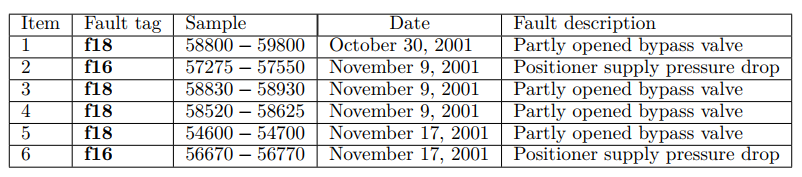 Item Fault tag Sample Date Fault description
1 f18 58800 − 59800 October 30, 2001 Partly opened bypass valve
2 f16 57275 − 57550 November 9, 2001 Positioner supply pressure drop
3 f18 58830 − 58930 November 9, 2001 Partly opened bypass valve
4 f18 58520 − 58625 November 9, 2001 Partly opened bypass valve
5 f18 54600 − 54700 November 17, 2001 Partly opened bypass valve
6 f16 56670 − 56770 November 17, 2001 Positioner supply pressure drop